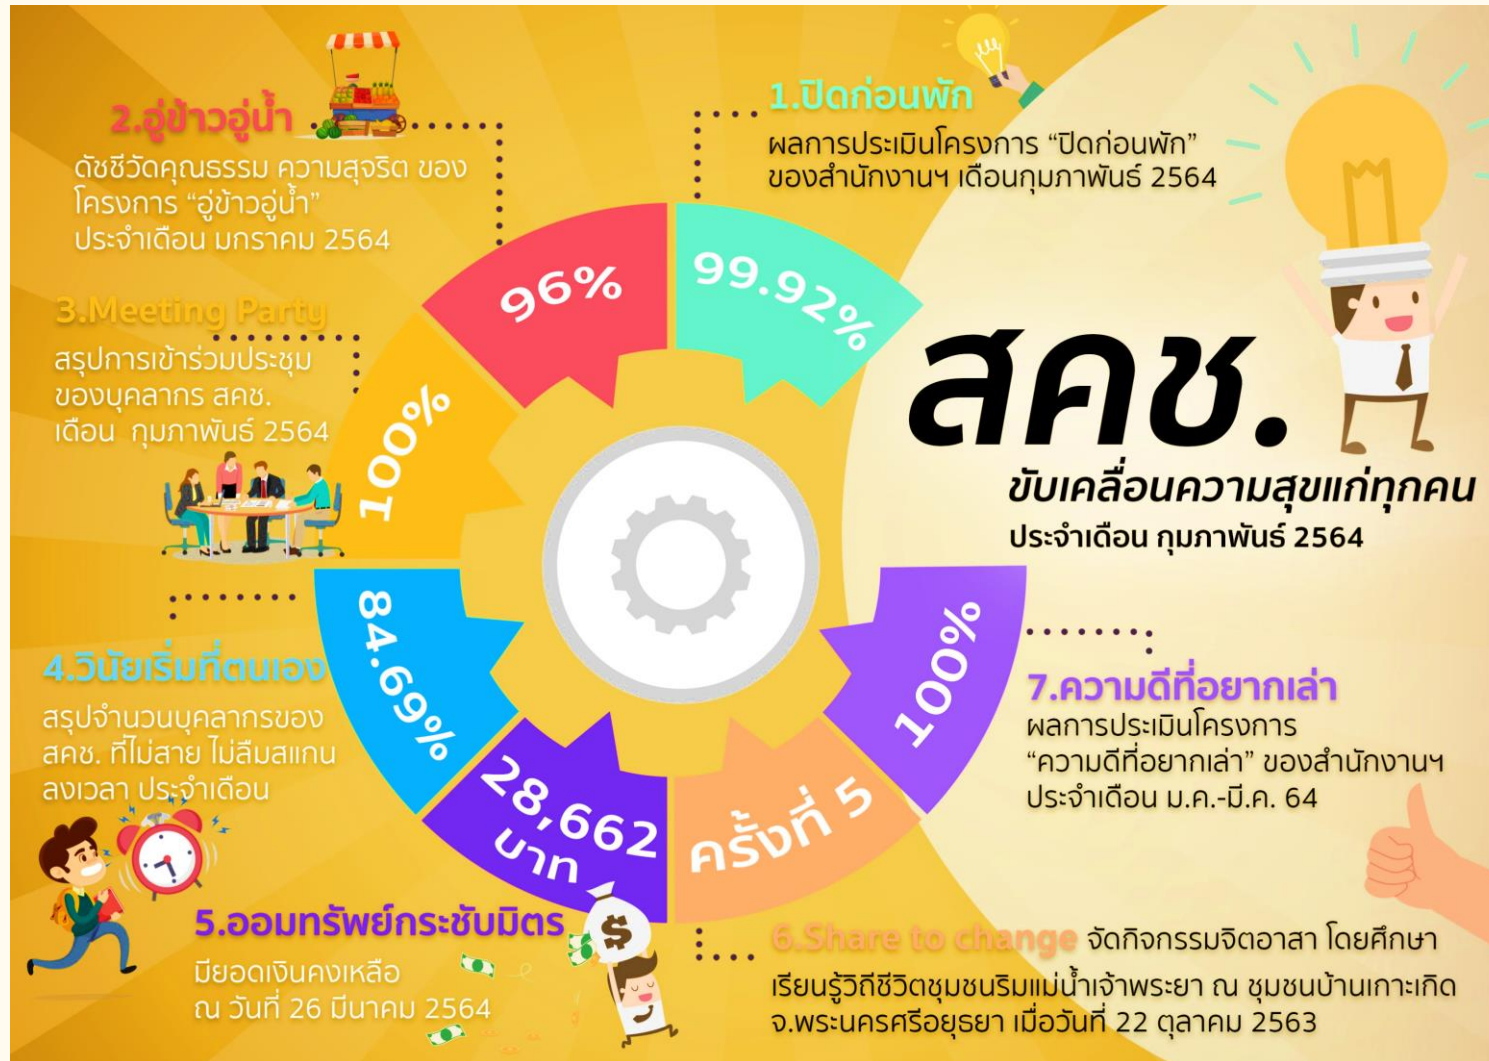 สคช.
ขับเคลื่อนความสุขแก่ทุกคน
ประจำเดือน กุมภาพันธ์ 2564
1.ปิดก่อนพัก
ผลการประเมินโครงการ “ปิดก่อนพัก”
ของสำนักงานฯ เดือนกุมภาพันธ์ 2564
99.92%
2.อู่ข้าวอู่น้ำ
ดัชชีวัดคุณธรรม ความสุจริต ของ
โครงการ “อู่ข้าวอู่น้ำ”
ประจำเดือน มกราคม 2564
96%
3.Meeting Party
สรุปการเข้าร่วมประชุม
ของบุคลากร สคช.
เดือน กุมภาพันธ์ 2564
100%
4.วินัยเริ่มที่ตนเอง
สรุปจำนวนบุคลากรของ
สคช. ที่ไม่สาย ไม่ลืมสแกน
ลงเวลา ประจำเดือน
84.69%
5.ออมทรัพย์กระชับมิตร
มียอดเงินคงเหลือ
ณ วันที่ 26 มีนาคม 2564
28,662
บาท
$
6.Share to change จัดกิจกรรมจิตอาสา โดยศึกษา
เรียนรู้วิถีชีวิตชุมชนริมแม่น้ำเจ้าพระยา ณ ชุมชนบ้านเกาะเกิด
จ.พระนครศรีอยุธยา เมื่อวันที่ 22 ตุลาคม 2563
ครั้งที่ 5
7.ความดีที่อยากเล่า
ผลการประเมินโครงการ
“ความดีที่อยากเล่า” ของสำนักงานฯ
ประจำเดือน ม.ค.-มี.ค. 64
100%